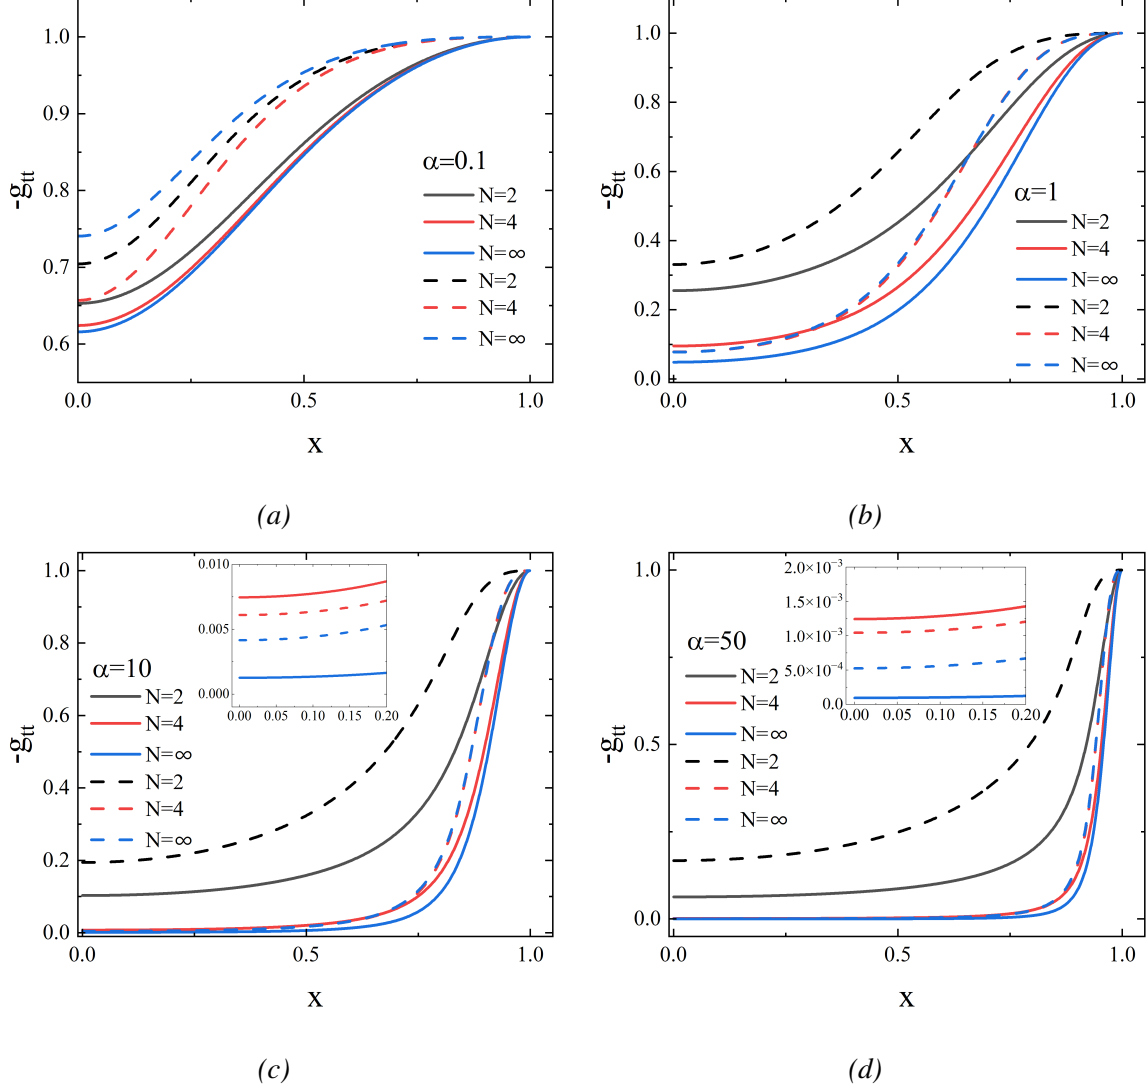 1.0
0.9
0.8
0.7
0.6
-g_tt
α=0.1
N=2
N=4
N=∞
N=2
N=4
N=∞
0.0 0.5 1.0
x
(a)
1.0
0.8
0.6
0.4
0.2
0.0
-g_tt
α=1
N=2
N=4
N=∞
N=2
N=4
N=∞
0.0 0.5 1.0
x
(b)
1.0
0.8
0.6
0.4
0.2
0.0
-g_tt
α=10
N=2
N=4
N=∞
N=2
N=4
N=∞
0.010
0.005
0.000
0.00 0.05 0.10 0.15 0.20
0.0 0.5 1.0
x
(c)
1.0
0.5
0.0
-g_tt
α=50
N=2
N=4
N=∞
N=2
N=4
N=∞
2.0×10⁻³
1.5×10⁻³
1.0×10⁻³
5.0×10⁻⁴
0.0
0.00 0.05 0.10 0.15 0.20
0.0 0.5 1.0
x
(d)